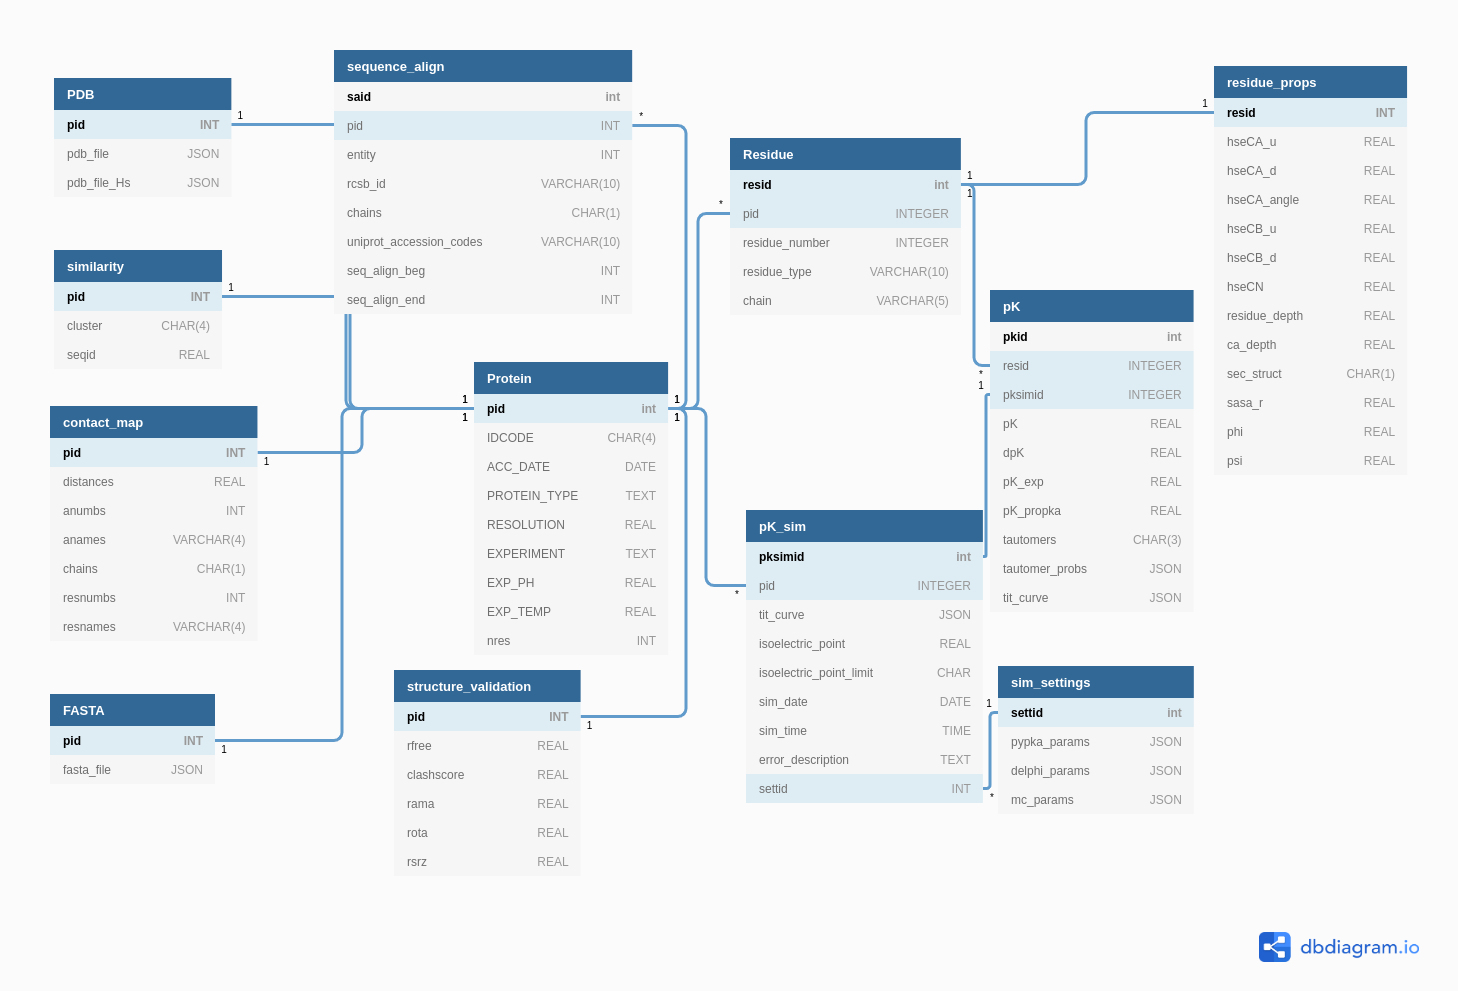 PDB
pid INT
pdb_file JSON
pdb_file_Hs JSON
1
similarity
pid INT
cluster CHAR(4)
seqid REAL
1
contact_map
pid INT
distances REAL
anumbs INT
anames VARCHAR(4)
chains CHAR(1)
resnumbs INT
resnames VARCHAR(4)
1
FASTA
pid INT
fasta_file JSON
1
sequence_align
said int
pid INT
entity INT
rcsb_id VARCHAR(10)
chains CHAR(1)
uniprot_accession_codes VARCHAR(10)
seq_align_beg INT
seq_align_end INT
*
Protein
1 pid int 1
1 1
IDCODE CHAR(4)
ACC_DATE DATE
PROTEIN_TYPE TEXT
RESOLUTION REAL
EXPERIMENT TEXT
EXP_PH REAL
EXP_TEMP REAL
nres INT
structure_validation
pid INT
rfree REAL
clashscore REAL
rama REAL
rota REAL
rsrz REAL
1
Residue
resid int
pid INTEGER
residue_number INTEGER
residue_type VARCHAR(10)
chain VARCHAR(5)
*
1
1
pK_sim
pksimid int
pid INTEGER
tit_curve JSON
isoelectric_point REAL
isoelectric_point_limit CHAR
sim_date DATE
sim_time TIME
error_description TEXT
settid INT
*
*
pK
pkid int
resid INTEGER
pksimid INTEGER
pK REAL
dpK REAL
pK_exp REAL
pK_propka REAL
tautomers CHAR(3)
tautomer_probs JSON
tit_curve JSON
*
1
sim_settings
settid int
pypka_params JSON
delphi_params JSON
mc_params JSON
1
residue_props
resid INT
hseCA_u REAL
hseCA_d REAL
hseCA_angle REAL
hseCB_u REAL
hseCB_d REAL
hseCN REAL
residue_depth REAL
ca_depth REAL
sec_struct CHAR(1)
sasa_r REAL
phi REAL
psi REAL
1
dbdiagram.io